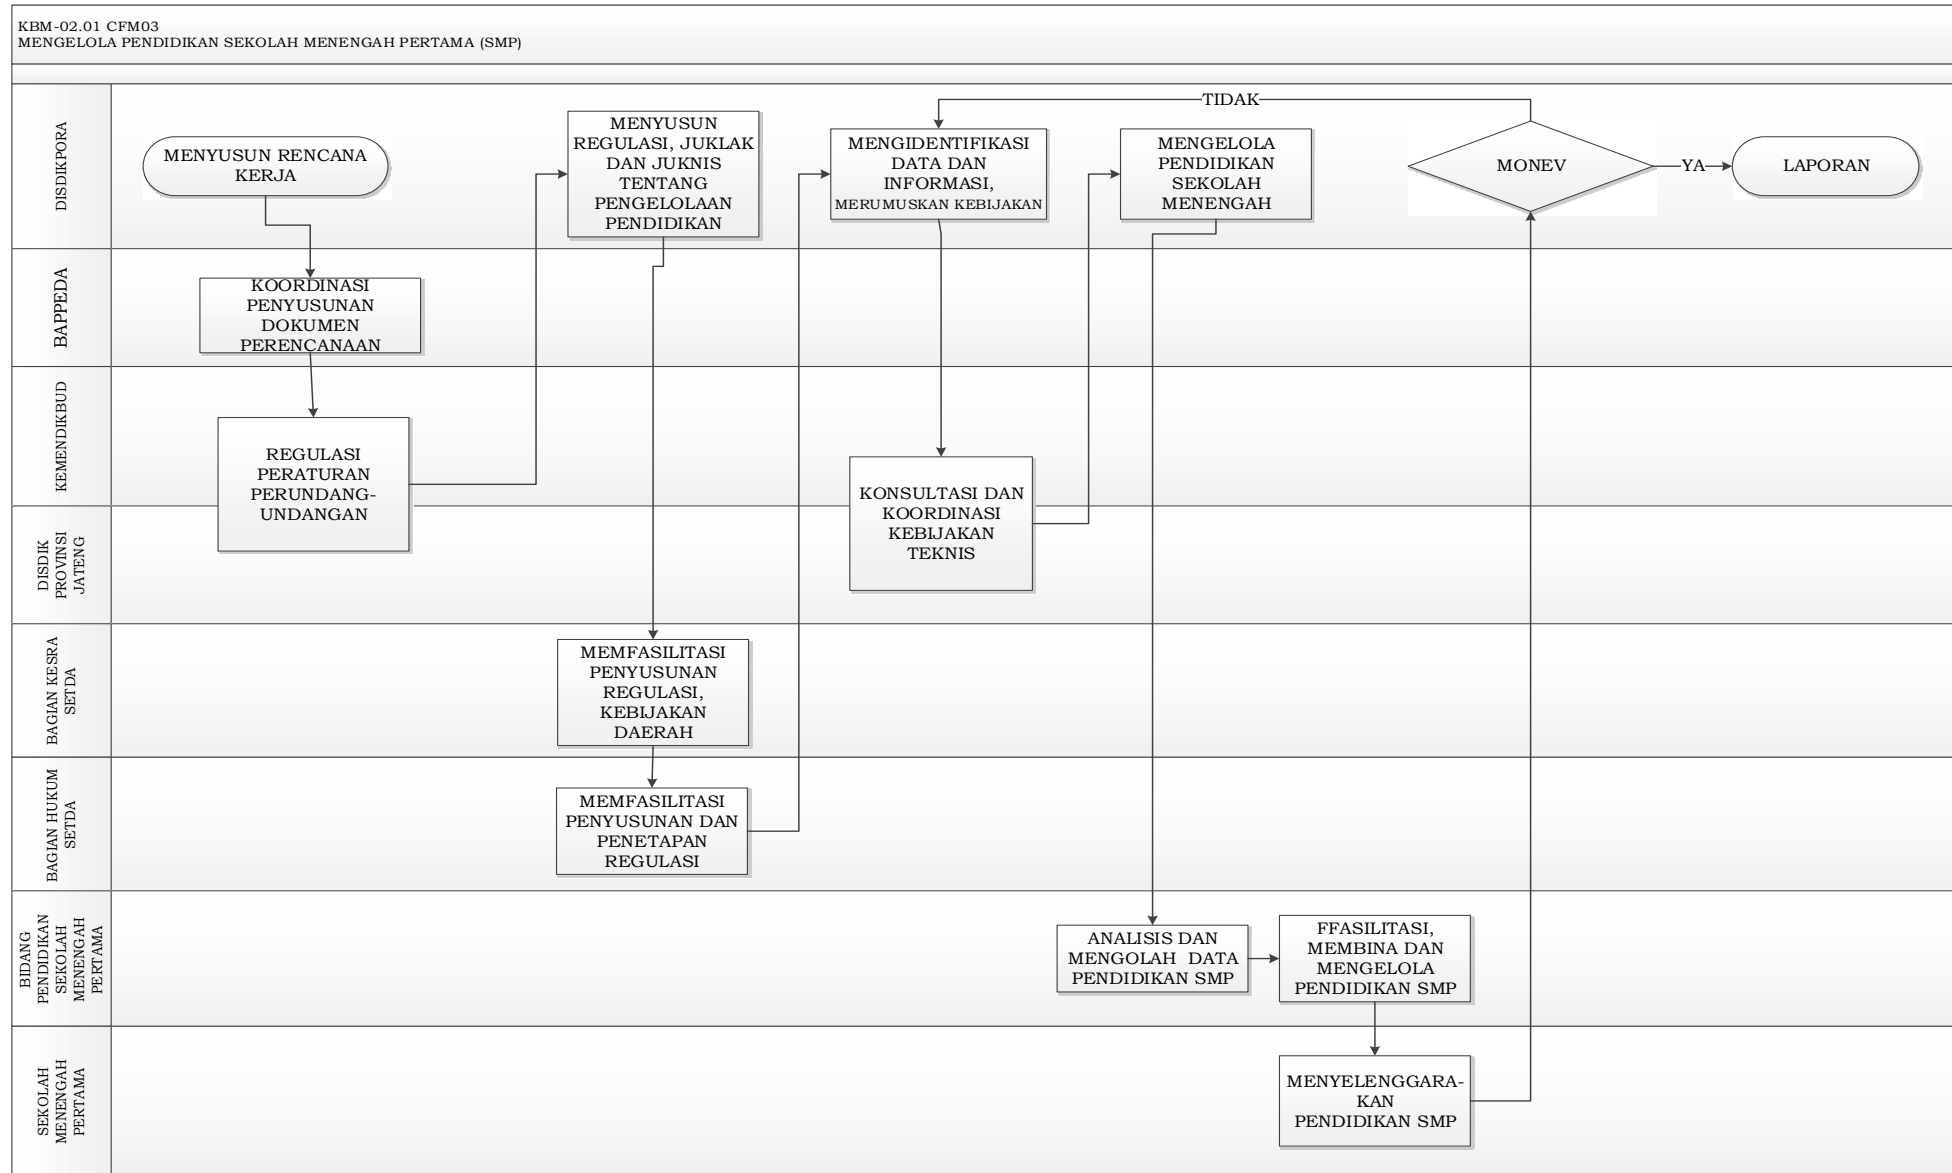 KBM-02.01 CFM03
MENGELOLA PENDIDIKAN SEKOLAH MENENGAH PERTAMA (SMP)
DISDIKPORA
MENYUSUN RENCANA
KERJA
MENYUSUN
REGULASI, JUKLAK
DAN JUKNIS
TENTANG
PENGELOLAAN
PENDIDIKAN
TIDAK
MENGIDENTIFIKASI
DATA DAN
INFORMASI,
MERUMUSKAN KEBIJAKAN
MENGELOLA
PENDIDIKAN
SEKOLAH
MENENGAH
MONEV
YA
LAPORAN
BAPPEDA
KOORDINASI
PENYUSUNAN
DOKUMEN
PERENCANAAN
KEMENDIKBUD
REGULASI
PERATURAN
PERUNDANG-
UNDANGAN
KONSULTASI DAN
KOORDINASI
KEBIJAKAN
TEKNIS
DISDIK
PROVINSI
JATENG
BAGIAN KESRA
SETDA
MEMFASILITASI
PENYUSUNAN
REGULASI,
KEBIJAKAN
DAERAH
BAGIAN HUKUM
SETDA
MEMFASILITASI
PENYUSUNAN DAN
PENETAPAN
REGULASI
BIDANG
PENDIDIKAN
SEKOLAH
MENENGAH
PERTAMA
ANALISIS DAN
MENGOLAH  DATA
PENDIDIKAN SMP
FFASILITASI,
MEMBINA DAN
MENGELOLA
PENDIDIKAN SMP
SEKOLAH
MENENGAH
PERTAMA
MENYELENGGARA-
KAN
PENDIDIKAN SMP